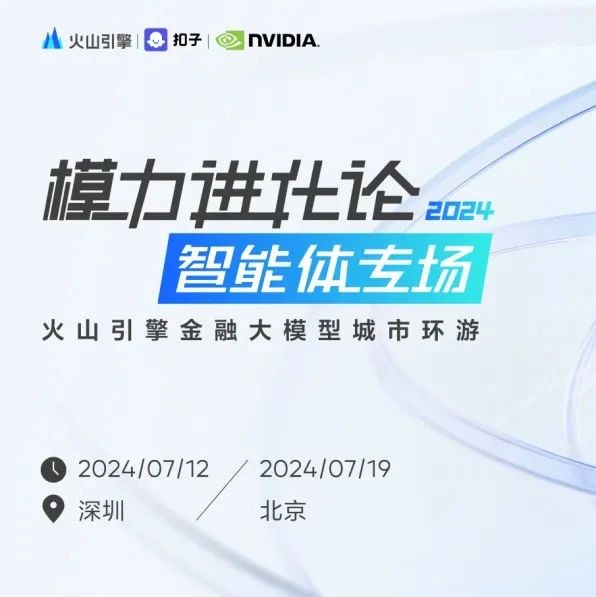 火山引擎 | 扣子 | NVIDIA.
模力进化论 2024
智能体专场
火山引擎金融大模型城市环游
2024/07/12 / 2024/07/19
深圳 北京